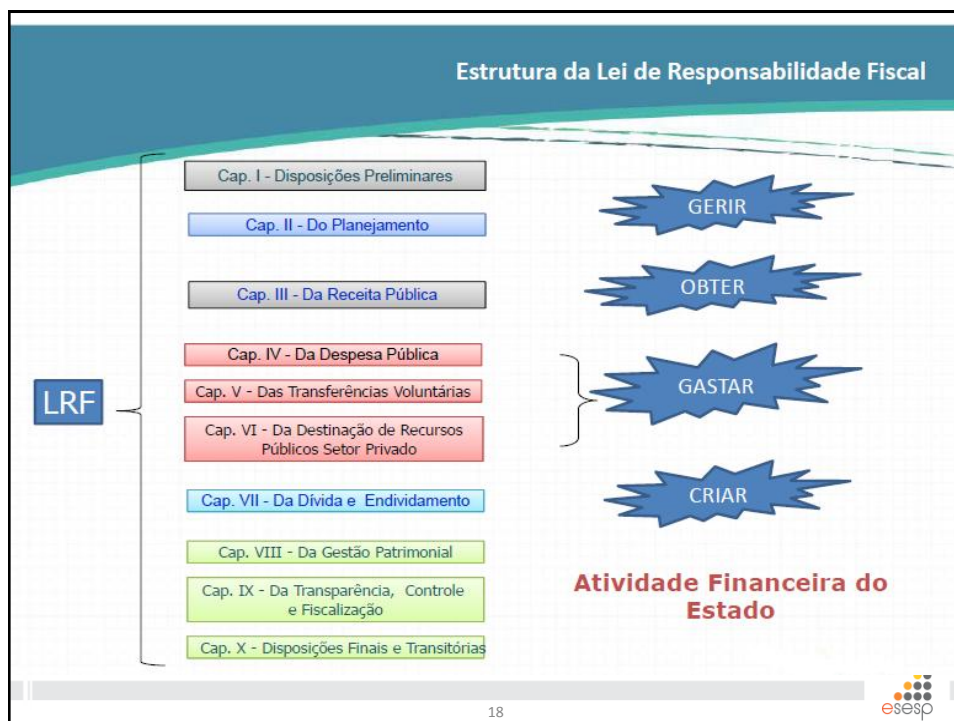 Estrutura da Lei de Responsabilidade Fiscal
LRF
Cap. I - Disposições Preliminares
Cap. II - Do Planejamento
Cap. III - Da Receita Pública
Cap. IV - Da Despesa Pública
Cap. V - Das Transferências Voluntárias
Cap. VI - Da Destinação de Recursos
Públicos Setor Privado
Cap. VII - Da Dívida e Endividamento
Cap. VIII - Da Gestão Patrimonial
Cap. IX - Da Transparência, Controle
e Fiscalização
Cap. X - Disposições Finais e Transitórias
GERIR
OBTER
GASTAR
CRIAR
Atividade Financeira do
Estado
18
esesp